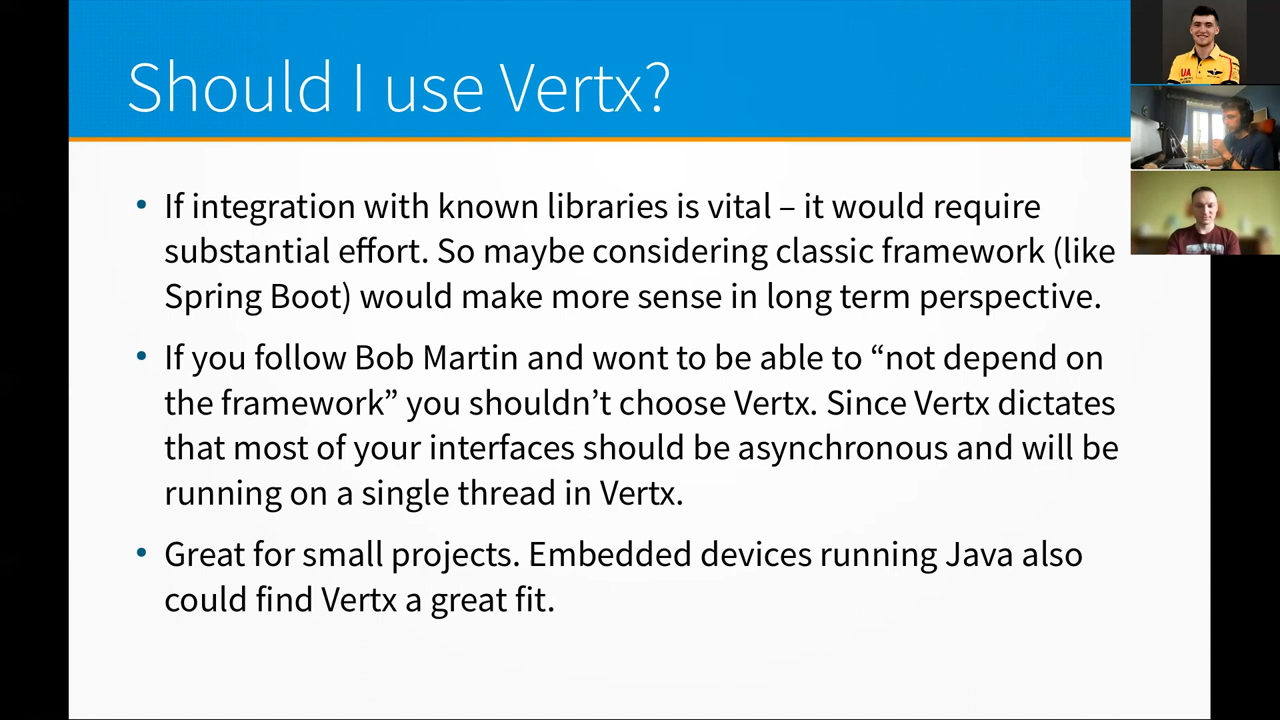 Should I use Vertx?
• If integration with known libraries is vital – it would require
substantial effort. So maybe considering classic framework (like
Spring Boot) would make more sense in long term perspective.
• If you follow Bob Martin and wont to be able to “not depend on
the framework” you shouldn’t choose Vertx. Since Vertx dictates
that most of your interfaces should be asynchronous and will be
running on a single thread in Vertx.
• Great for small projects. Embedded devices running Java also
could find Vertx a great fit.
UA